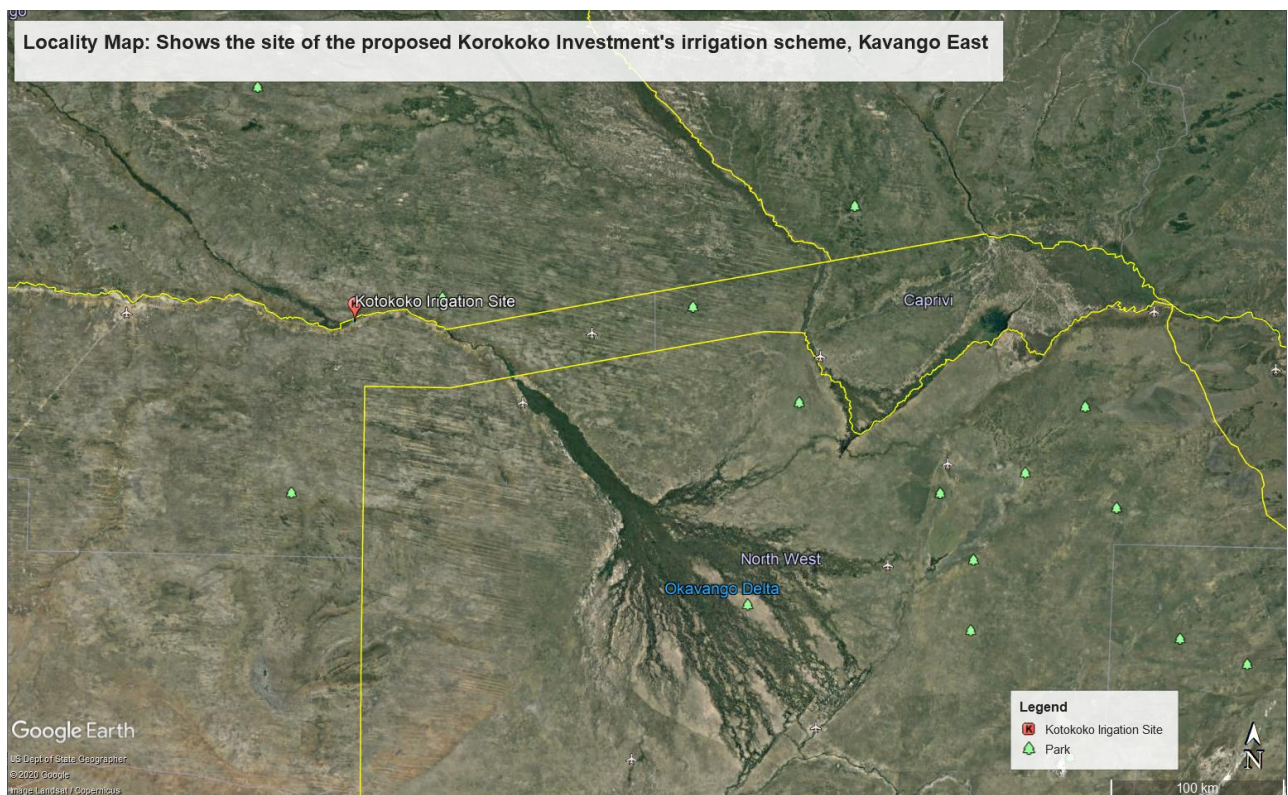 go
Locality Map: Shows the site of the proposed Korokoko Investment's irrigation scheme, Kavango East
Kotokoko Irigation Site
Caprivi
North West
Okavango Delta
Legend
K Kotokoko Irigation Site
Park
Google Earth
US Dept of State Geographer
© 2020 Google
Image Landsat / Copernicus
N
100 km